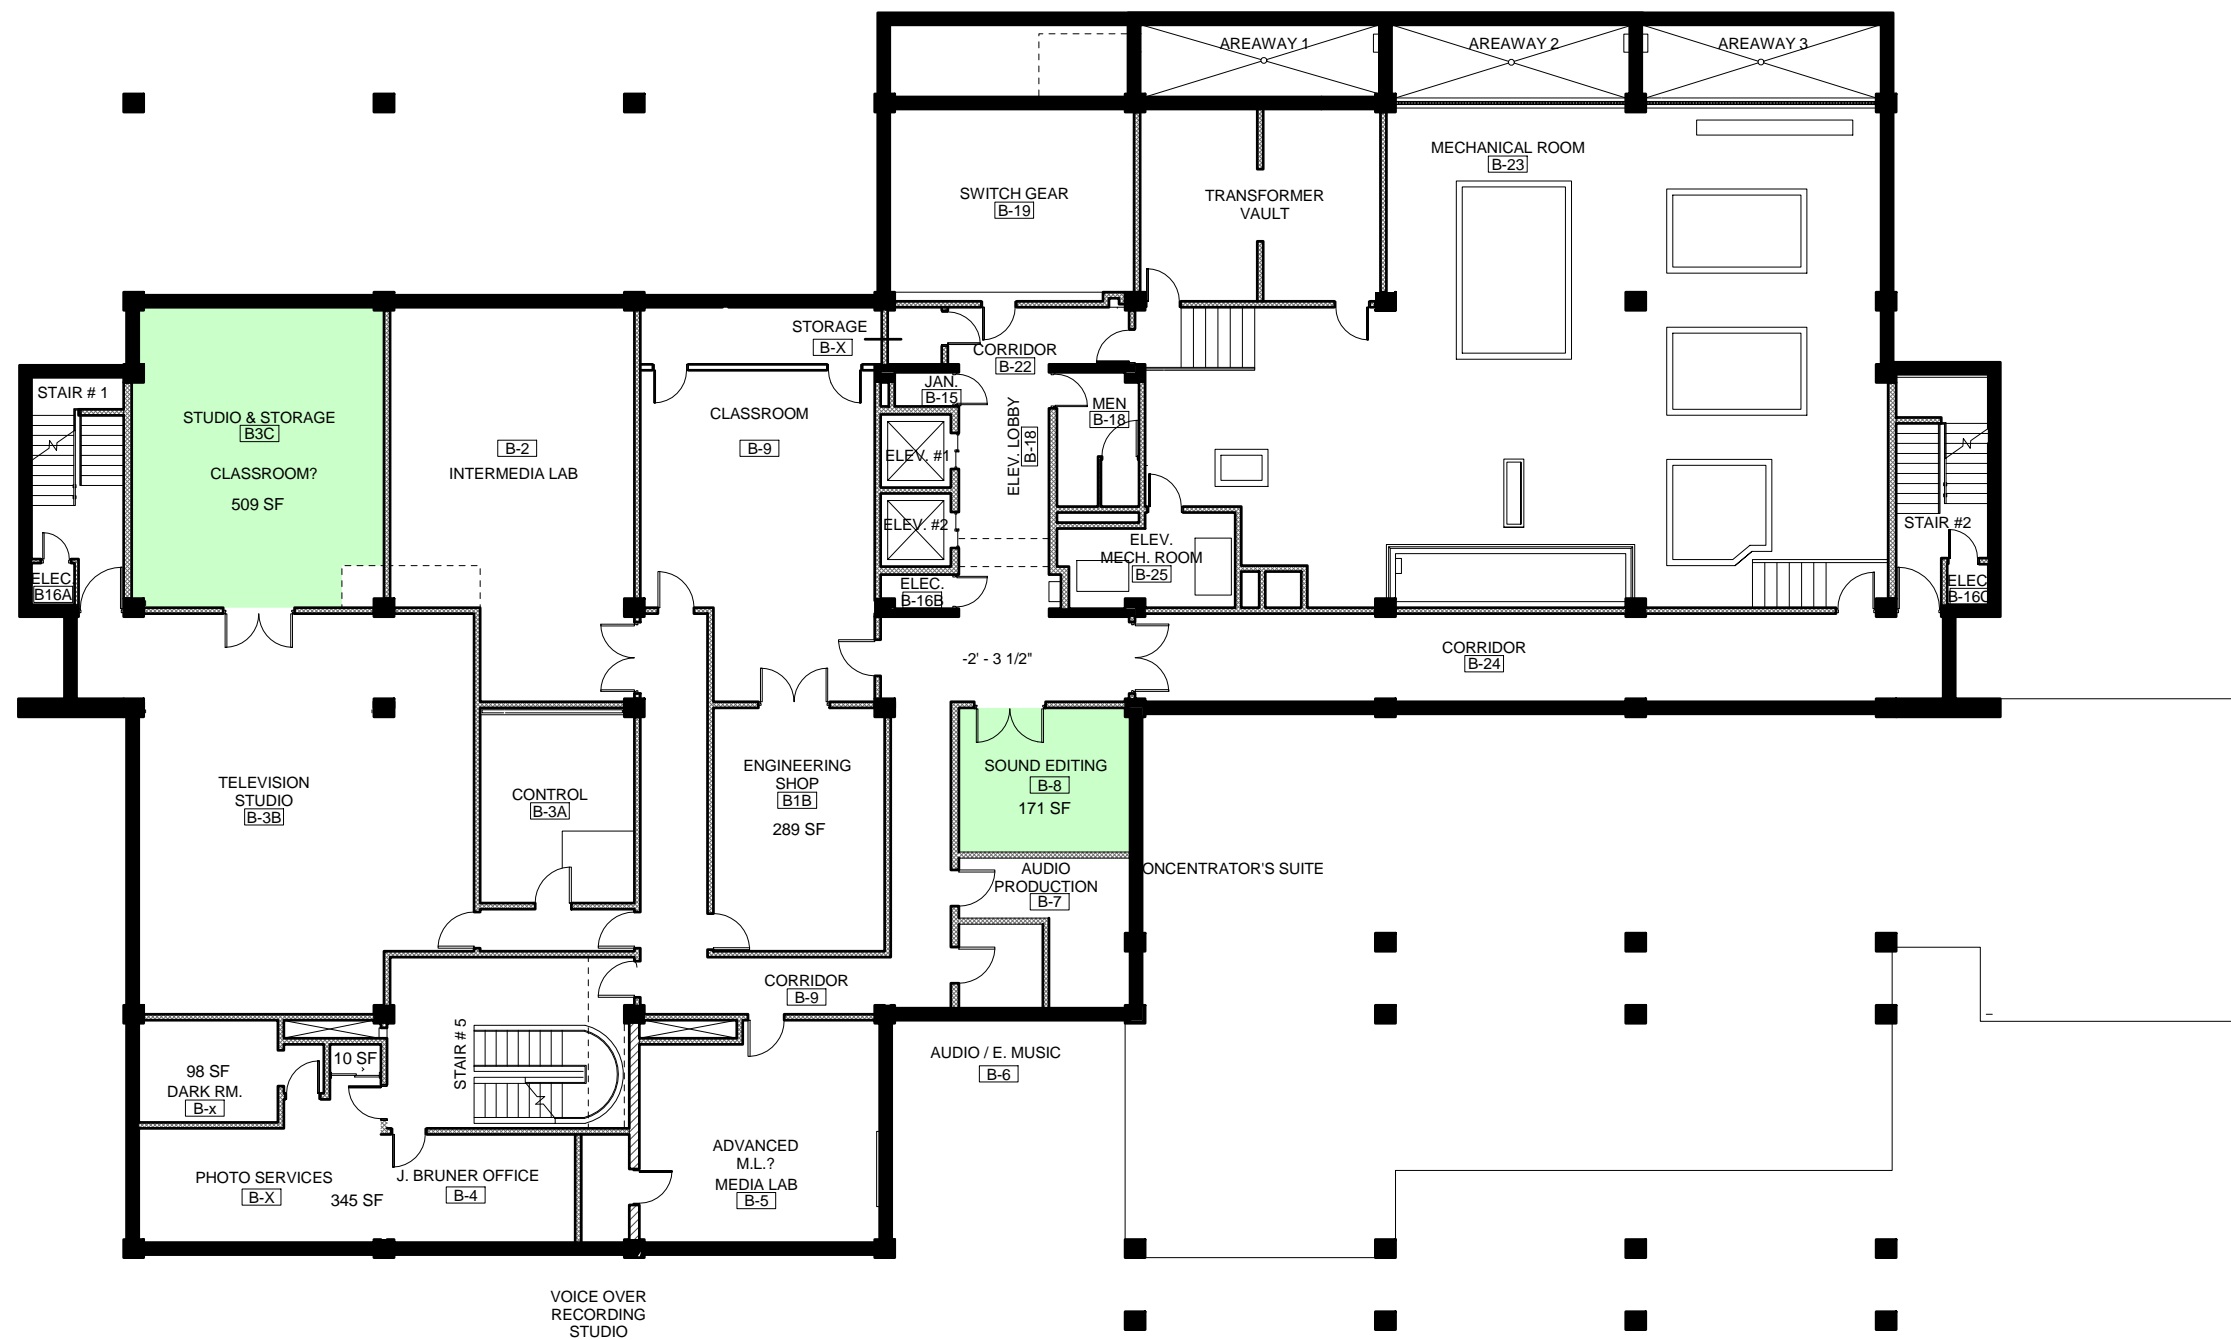 AREAWAY 1
AREAWAY 2
AREAWAY 3
MECHANICAL ROOM
B-23
SWITCH GEAR
B-19
TRANSFORMER
VAULT
STORAGE
B-X
CORRIDOR
B-22
STAIR # 1
STUDIO & STORAGE
B3C
CLASSROOM?
509 SF
B-2
INTERMEDIA LAB
CLASSROOM
B-9
JAN.
B-15
MEN
B-18
ELEV. LOBBY
B-18
ELEV. #1
ELEV. #2
ELEV.
MECH. ROOM
B-25
STAIR #2
ELEC.
B16A
ELEC.
B-16B
ELEC.
B-16C
-2' - 3 1/2"
CORRIDOR
B-24
TELEVISION
STUDIO
B-3B
CONTROL
B-3A
ENGINEERING
SHOP
B1B
289 SF
SOUND EDITING
B-8
171 SF
AUDIO
PRODUCTION
B-7
ONCENTRATOR'S SUITE
CORRIDOR
B-9
STAIR # 5
10 SF
98 SF
DARK RM.
B-x
AUDIO / E. MUSIC
B-6
PHOTO SERVICES
B-X
345 SF
J. BRUNER OFFICE
B-4
ADVANCED
M.L.?
MEDIA LAB
B-5
VOICE OVER
RECORDING
STUDIO